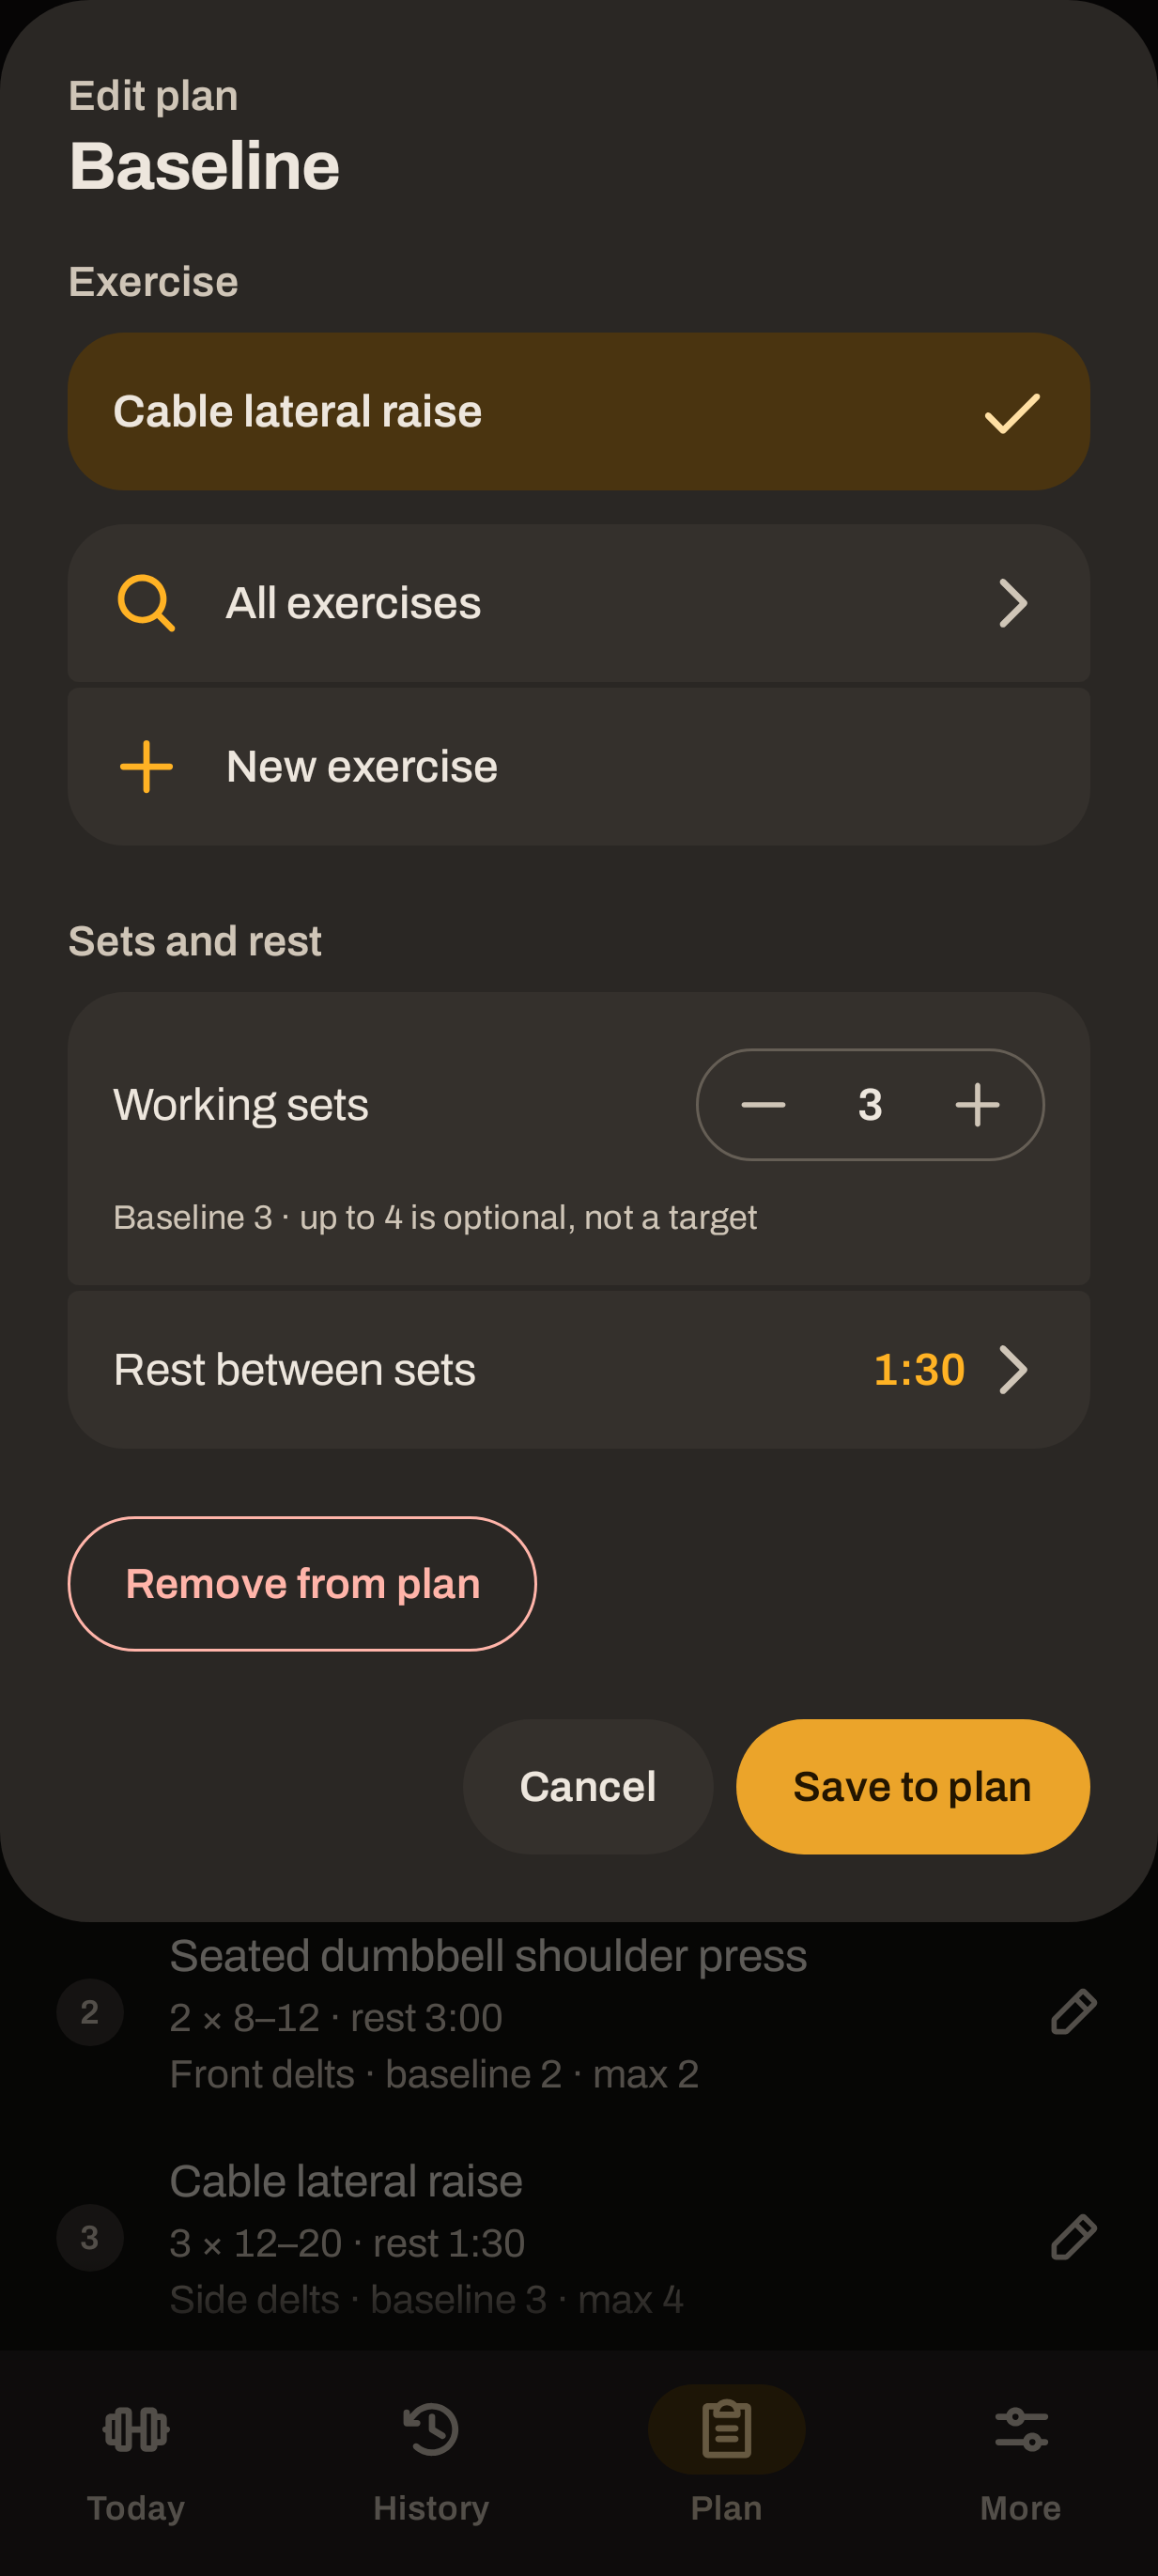 Edit plan
Baseline
Exercise
Cable lateral raise
All exercises
New exercise
Sets and rest
Working sets
3
Baseline 3 · up to 4 is optional, not a target
Rest between sets
1:30
Remove from plan
Cancel
Save to plan
Seated dumbbell shoulder press
2
2 × 8–12 · rest 3:00
Front delts · baseline 2 · max 2
Cable lateral raise
3
3 × 12–20 · rest 1:30
Side delts · baseline 3 · max 4
Today
History
Plan
More